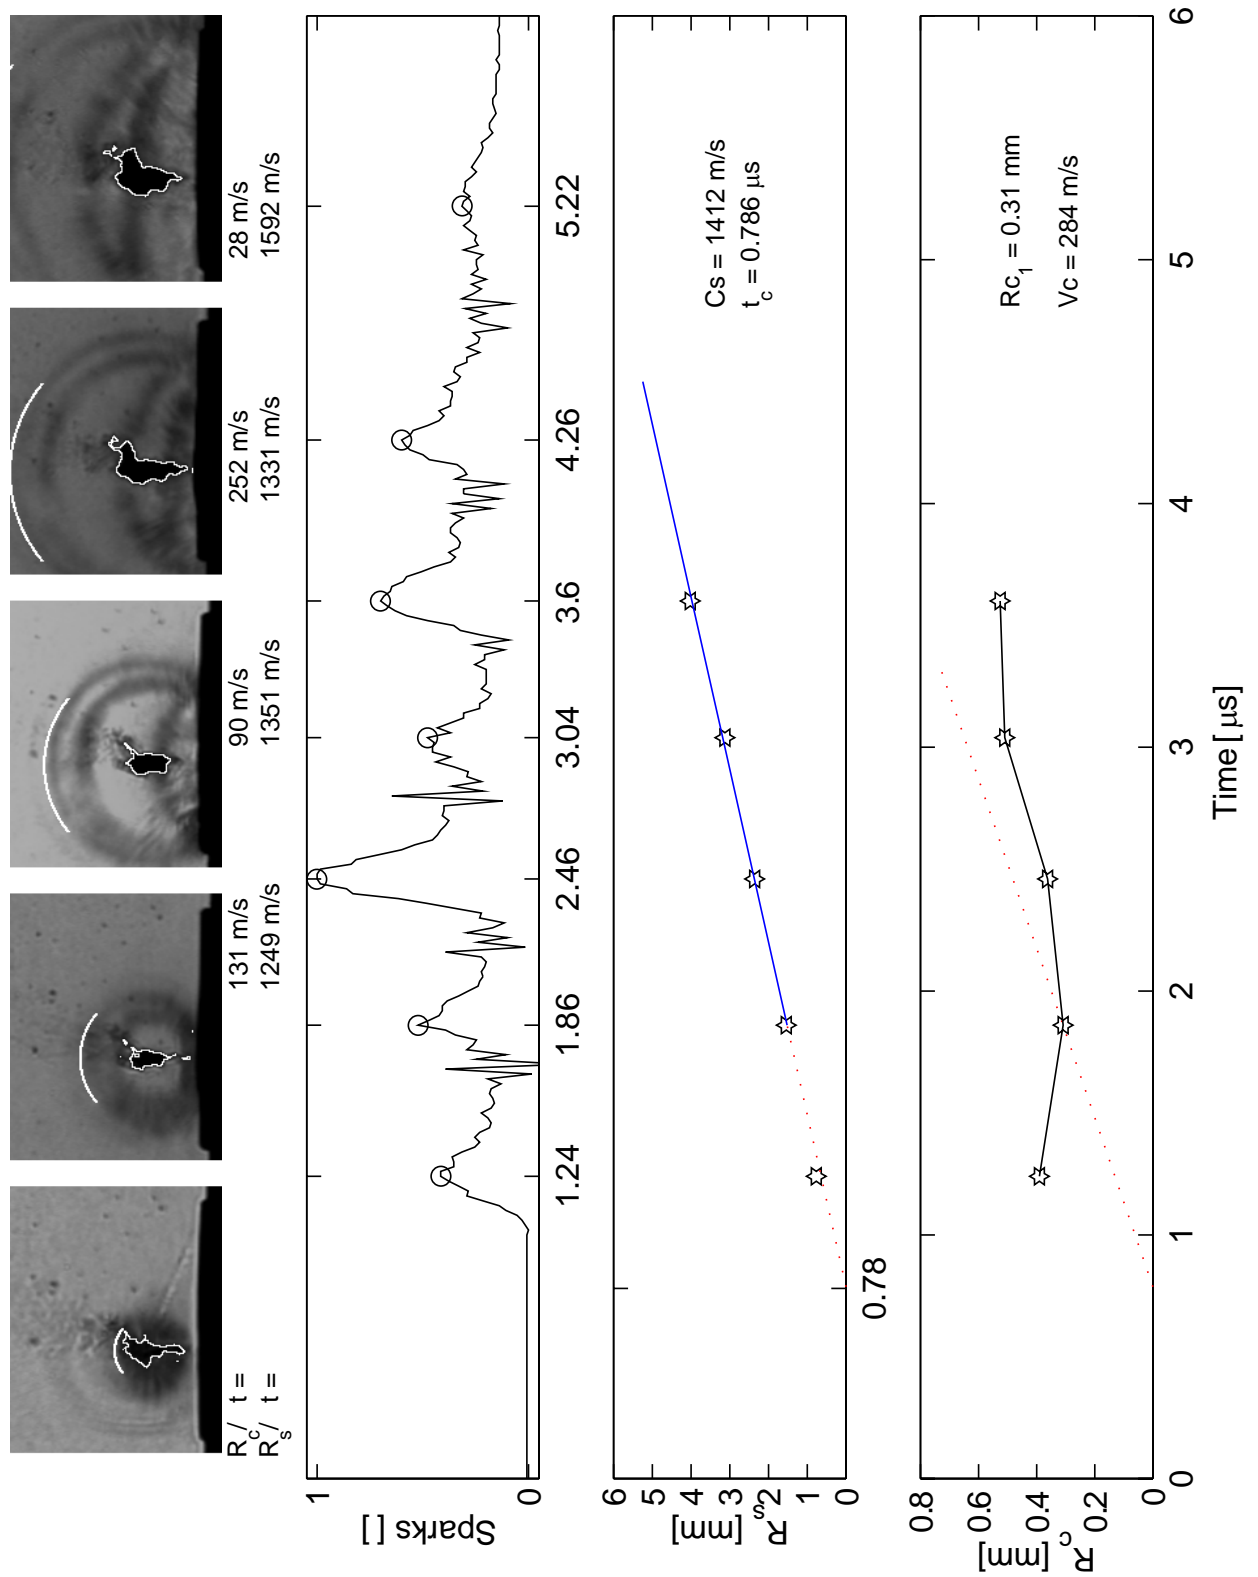 R_c/ t = 131 m/s 90 m/s 252 m/s 28 m/s
R_s/ t = 1249 m/s 1351 m/s 1331 m/s 1592 m/s
Sparks [ ]
1
0
1.24 1.86 2.46 3.04 3.6 4.26 5.22
R_s [mm]
6
5
4
3
2
1
0
Cs = 1412 m/s
t_c = 0.786 μs
0.78
R_c [mm]
0.8
0.6
0.4
0.2
0
Rc_1 = 0.31 mm
Vc = 284 m/s
0 1 2 3 4 5 6
Time [μs]